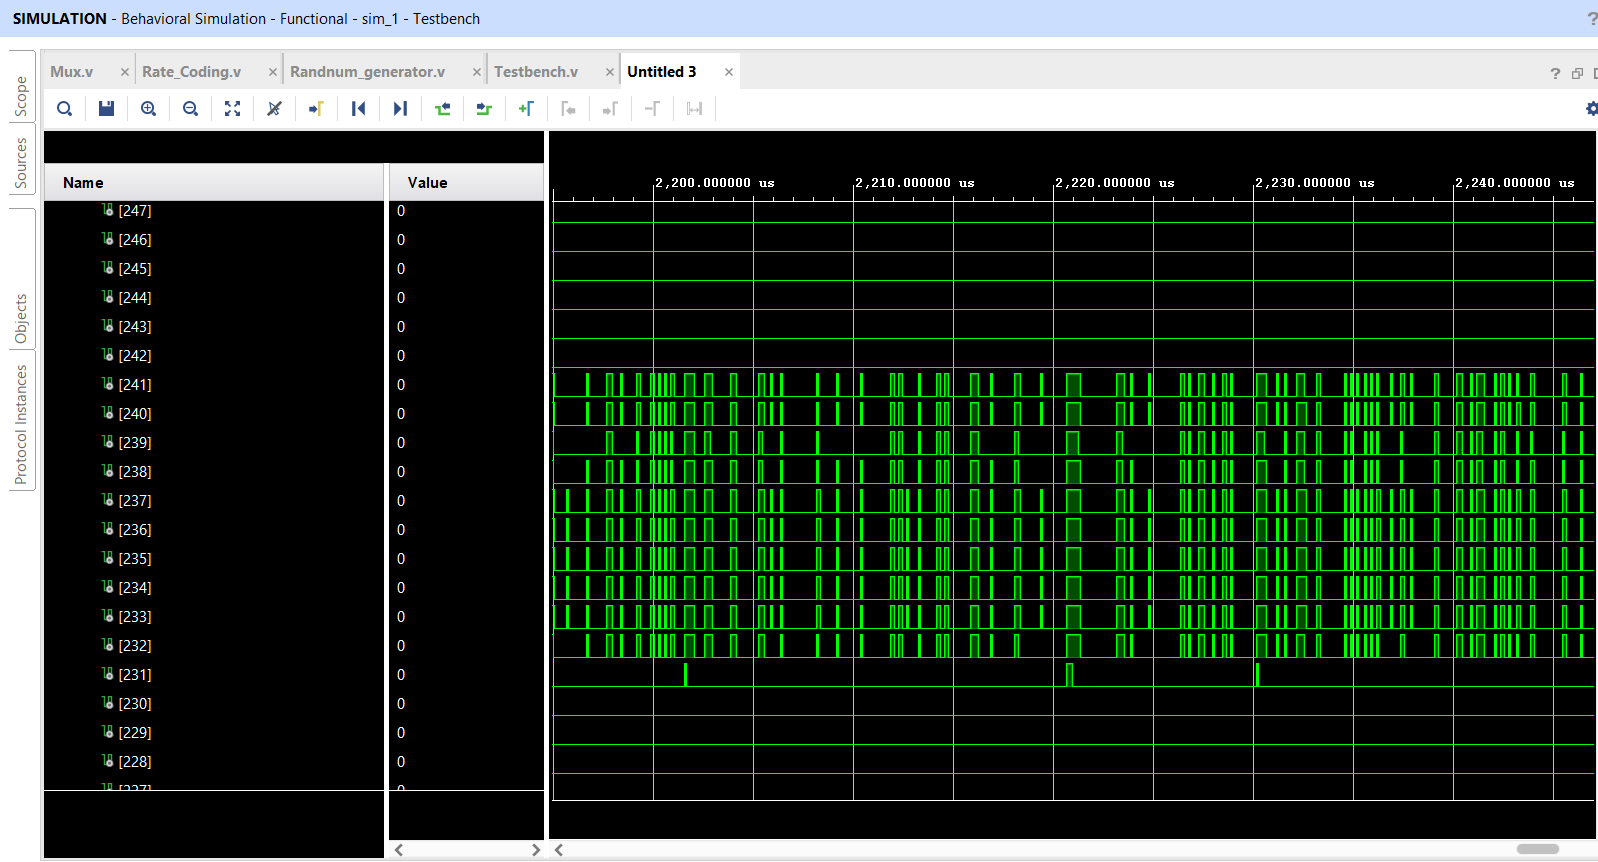 SIMULATION - Behavioral Simulation - Functional - sim_1 - Testbench ?
Mux.v × Rate_Coding.v × Randnum_generator.v × Testbench.v × Untitled 3 × ?
Scope
Sources
Objects
Protocol Instances
Name Value
2,200.000000 us 2,210.000000 us 2,220.000000 us 2,230.000000 us 2,240.000000 us
[247] 0
[246] 0
[245] 0
[244] 0
[243] 0
[242] 0
[241] 0
[240] 0
[239] 0
[238] 0
[237] 0
[236] 0
[235] 0
[234] 0
[233] 0
[232] 0
[231] 0
[230] 0
[229] 0
[228] 0
[227] 0